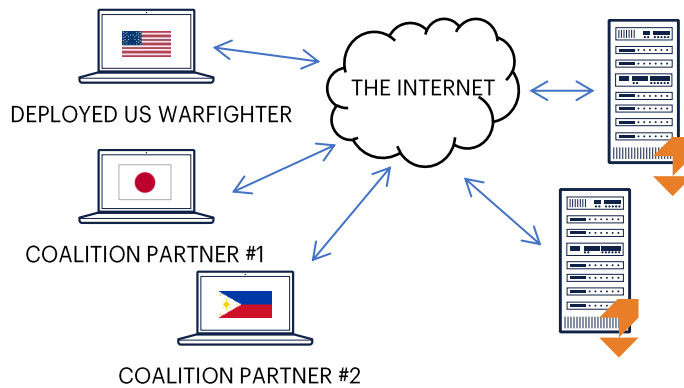 THE INTERNET
DEPLOYED US WARFIGHTER
COALITION PARTNER #1
COALITION PARTNER #2